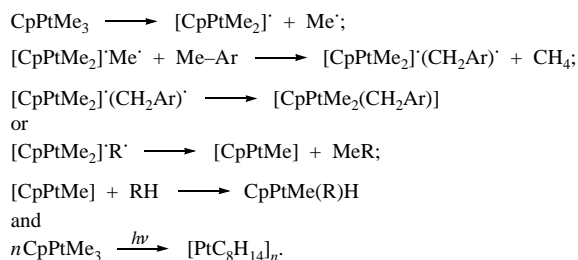 CpPtMe₃ ⟶ [CpPtMe₂]˙ + Me˙;
[CpPtMe₂]˙Me˙ + Me–Ar ⟶ [CpPtMe₂]˙(CH₂Ar)˙ + CH₄;
[CpPtMe₂]˙(CH₂Ar)˙ ⟶ [CpPtMe₂(CH₂Ar)]
or
[CpPtMe₂]˙R˙ ⟶ [CpPtMe] + MeR;
[CpPtMe] + RH ⟶ CpPtMe(R)H
and
nCpPtMe₃ hν⟶ [PtC₈H₁₄]ₙ.